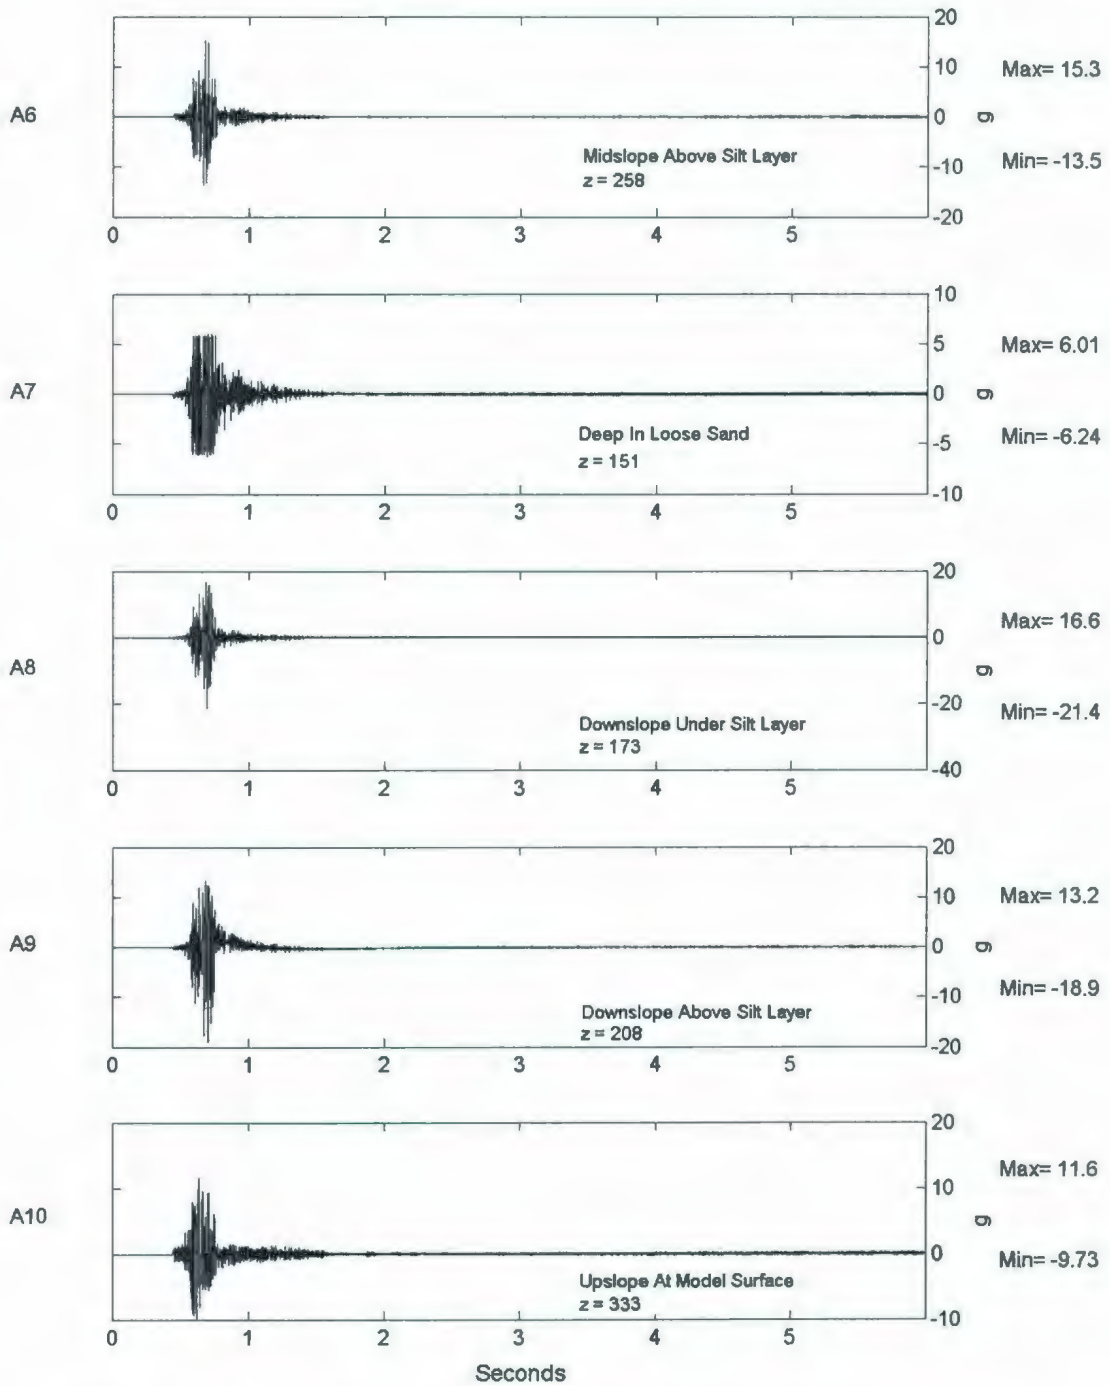 20
10
Max= 15.3
A6
0
g
Midslope Above Silt Layer
z = 258
-10
Min= -13.5
-20
0 1 2 3 4 5
10
5
Max= 6.01
A7
0
g
Deep In Loose Sand
z = 151
-5
Min= -6.24
-10
0 1 2 3 4 5
20
Max= 16.6
0
A8
g
-20
Min= -21.4
Downslope Under Silt Layer
z = 173
-40
0 1 2 3 4 5
20
10
Max= 13.2
A9
0
g
-10
Min= -18.9
Downslope Above Silt Layer
z = 208
-20
0 1 2 3 4 5
20
Max= 11.6
10
A10
g
0
Min= -9.73
Upslope At Model Surface
z = 333
-10
0 1 2 3 4 5
Seconds